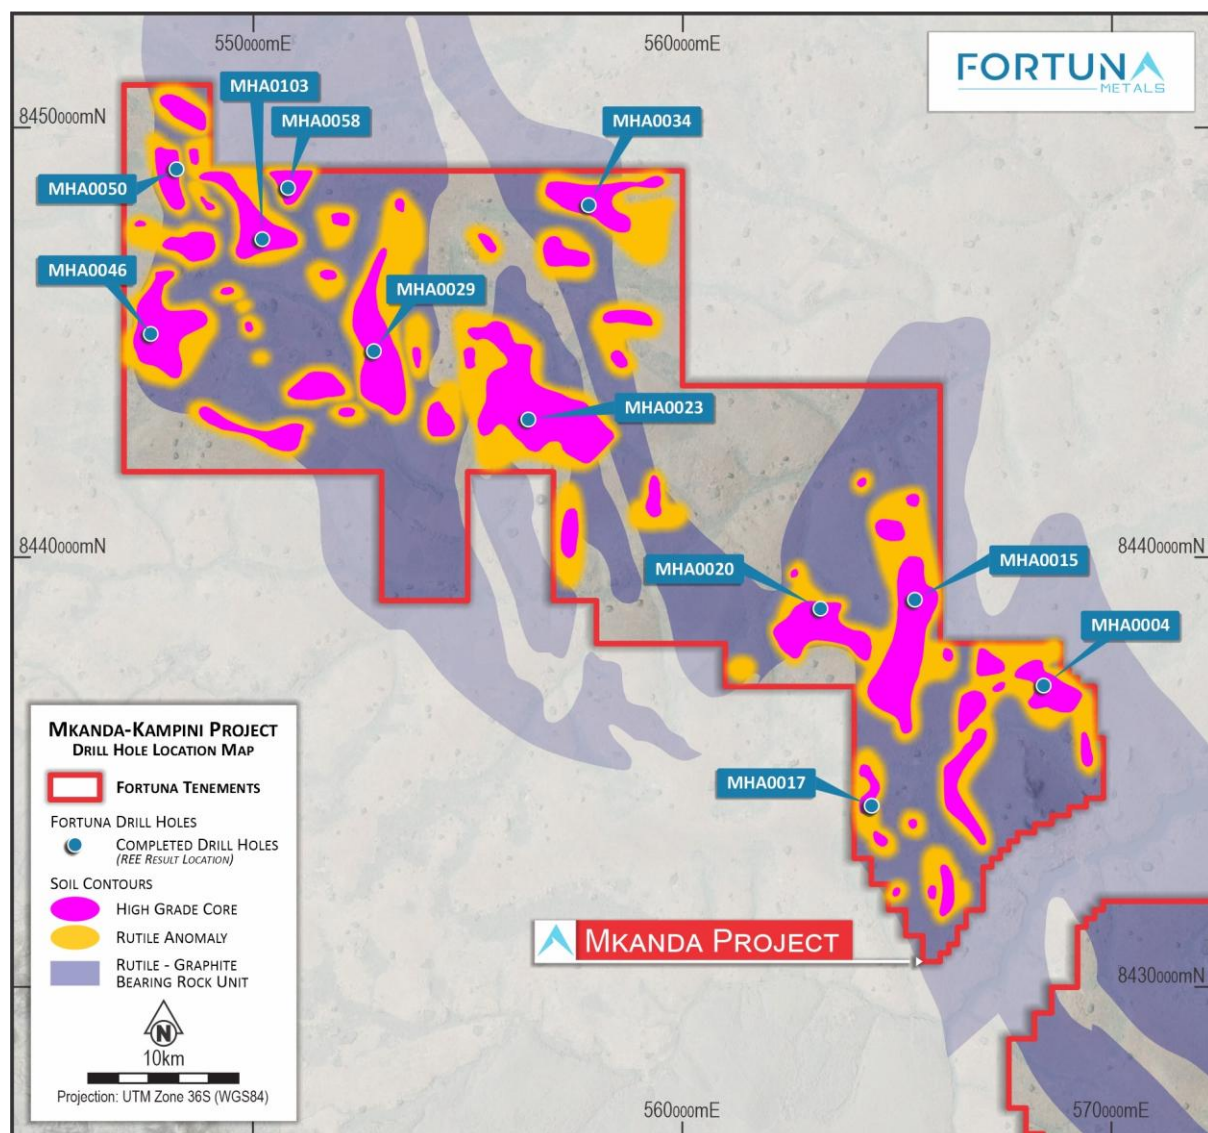 550000mE
560000mE
FORTUNA
METALS
8450000mN
MHA0103
MHA0058
MHA0034
MHA0050
MHA0046
MHA0029
MHA0023
8440000mN
8440000mN
MHA0020
MHA0015
MHA0004
MHA0017
MKANDA-KAMPINI PROJECT
DRILL HOLE LOCATION MAP
FORTUNA TENEMENTS
FORTUNA DRILL HOLES
COMPLETED DRILL HOLES
(REE RESULT LOCATION)
SOIL CONTOURS
HIGH GRADE CORE
RUTILE ANOMALY
RUTILE - GRAPHITE
BEARING ROCK UNIT
N
10km
Projection: UTM Zone 36S (WGS84)
MKANDA PROJECT
8430000mN
560000mE
570000mE